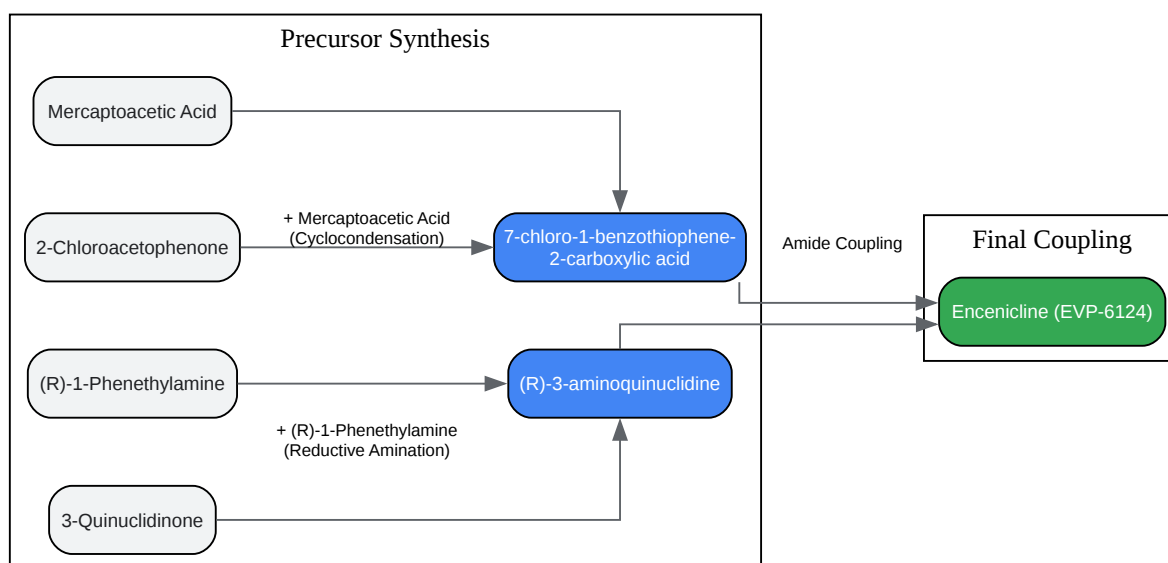 Precursor Synthesis
Mercaptoacetic Acid
2-Chloroacetophenone
+ Mercaptoacetic Acid
(Cyclocondensation)
7-chloro-1-benzothiophene-
2-carboxylic acid
Amide Coupling
Final Coupling
Encenicline (EVP-6124)
(R)-1-Phenethylamine
(R)-3-aminoquinuclidine
+ (R)-1-Phenethylamine
(Reductive Amination)
3-Quinuclidinone